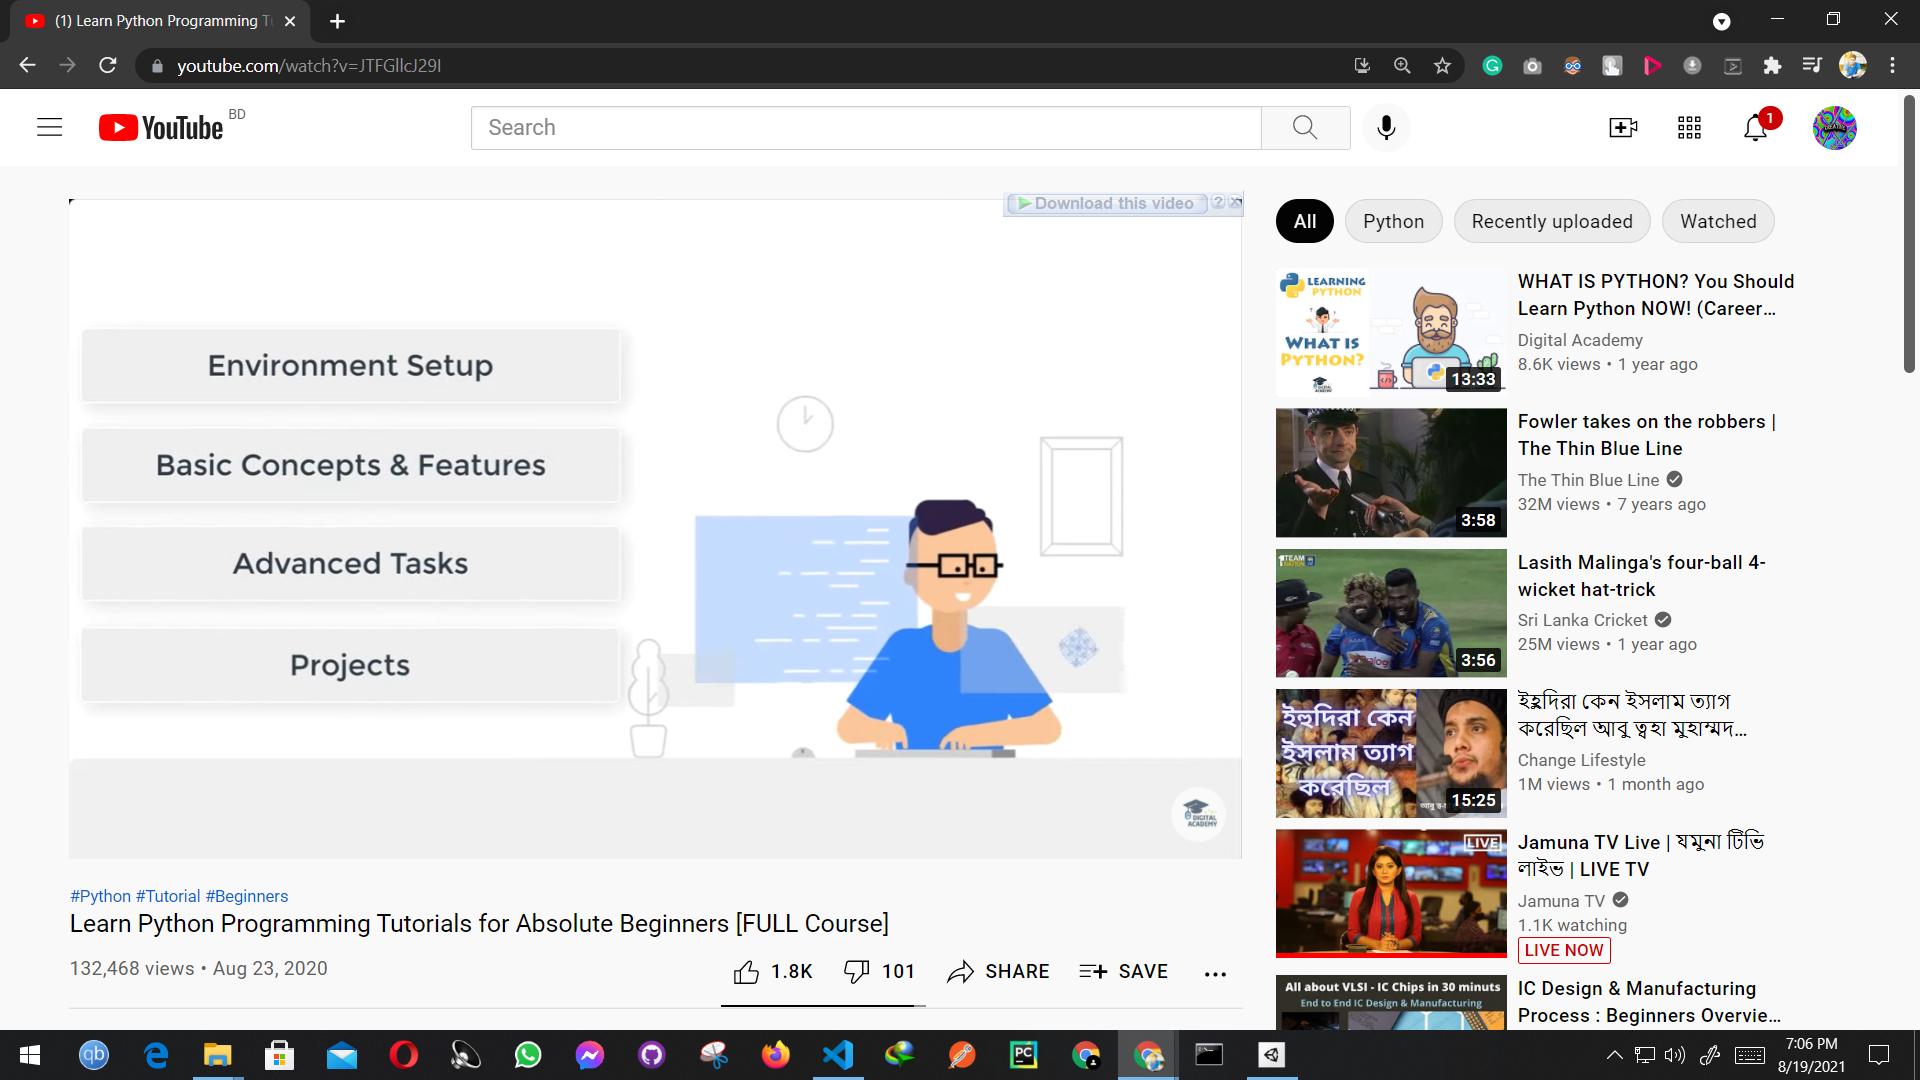 (1) Learn Python Programming Tu
youtube.com/watch?v=JTFGllcJ29I
YouTube BD
Search
1
Download this video
Environment Setup
Basic Concepts & Features
Advanced Tasks
Projects
DIGITAL
ACADEMY
#Python #Tutorial #Beginners
Learn Python Programming Tutorials for Absolute Beginners [FULL Course]
132,468 views • Aug 23, 2020
1.8K 101 SHARE SAVE
All Python Recently uploaded Watched
LEARNING
PYTHON
WHAT IS
PYTHON?
13:33
WHAT IS PYTHON? You Should
Learn Python NOW! (Career...
Digital Academy
8.6K views • 1 year ago
3:58
Fowler takes on the robbers |
The Thin Blue Line
The Thin Blue Line
32M views • 7 years ago
3:56
Lasith Malinga's four-ball 4-
wicket hat-trick
Sri Lanka Cricket
25M views • 1 year ago
ইহুদিরা কেন
ইসলাম ত্যাগ
করেছিল
15:25
ইহুদিরা কেন ইসলাম ত্যাগ
করেছিল আবু ত্বহা মুহাম্মদ...
Change Lifestyle
1M views • 1 month ago
LIVE
Jamuna TV Live | যমুনা টিভি
লাইভ | LIVE TV
Jamuna TV
1.1K watching
LIVE NOW
All about VLSI - IC Chips in 30 minuts
End to End IC Design & Manufacturing
IC Design & Manufacturing
Process : Beginners Overvie...
qb
PC
7:06 PM
8/19/2021